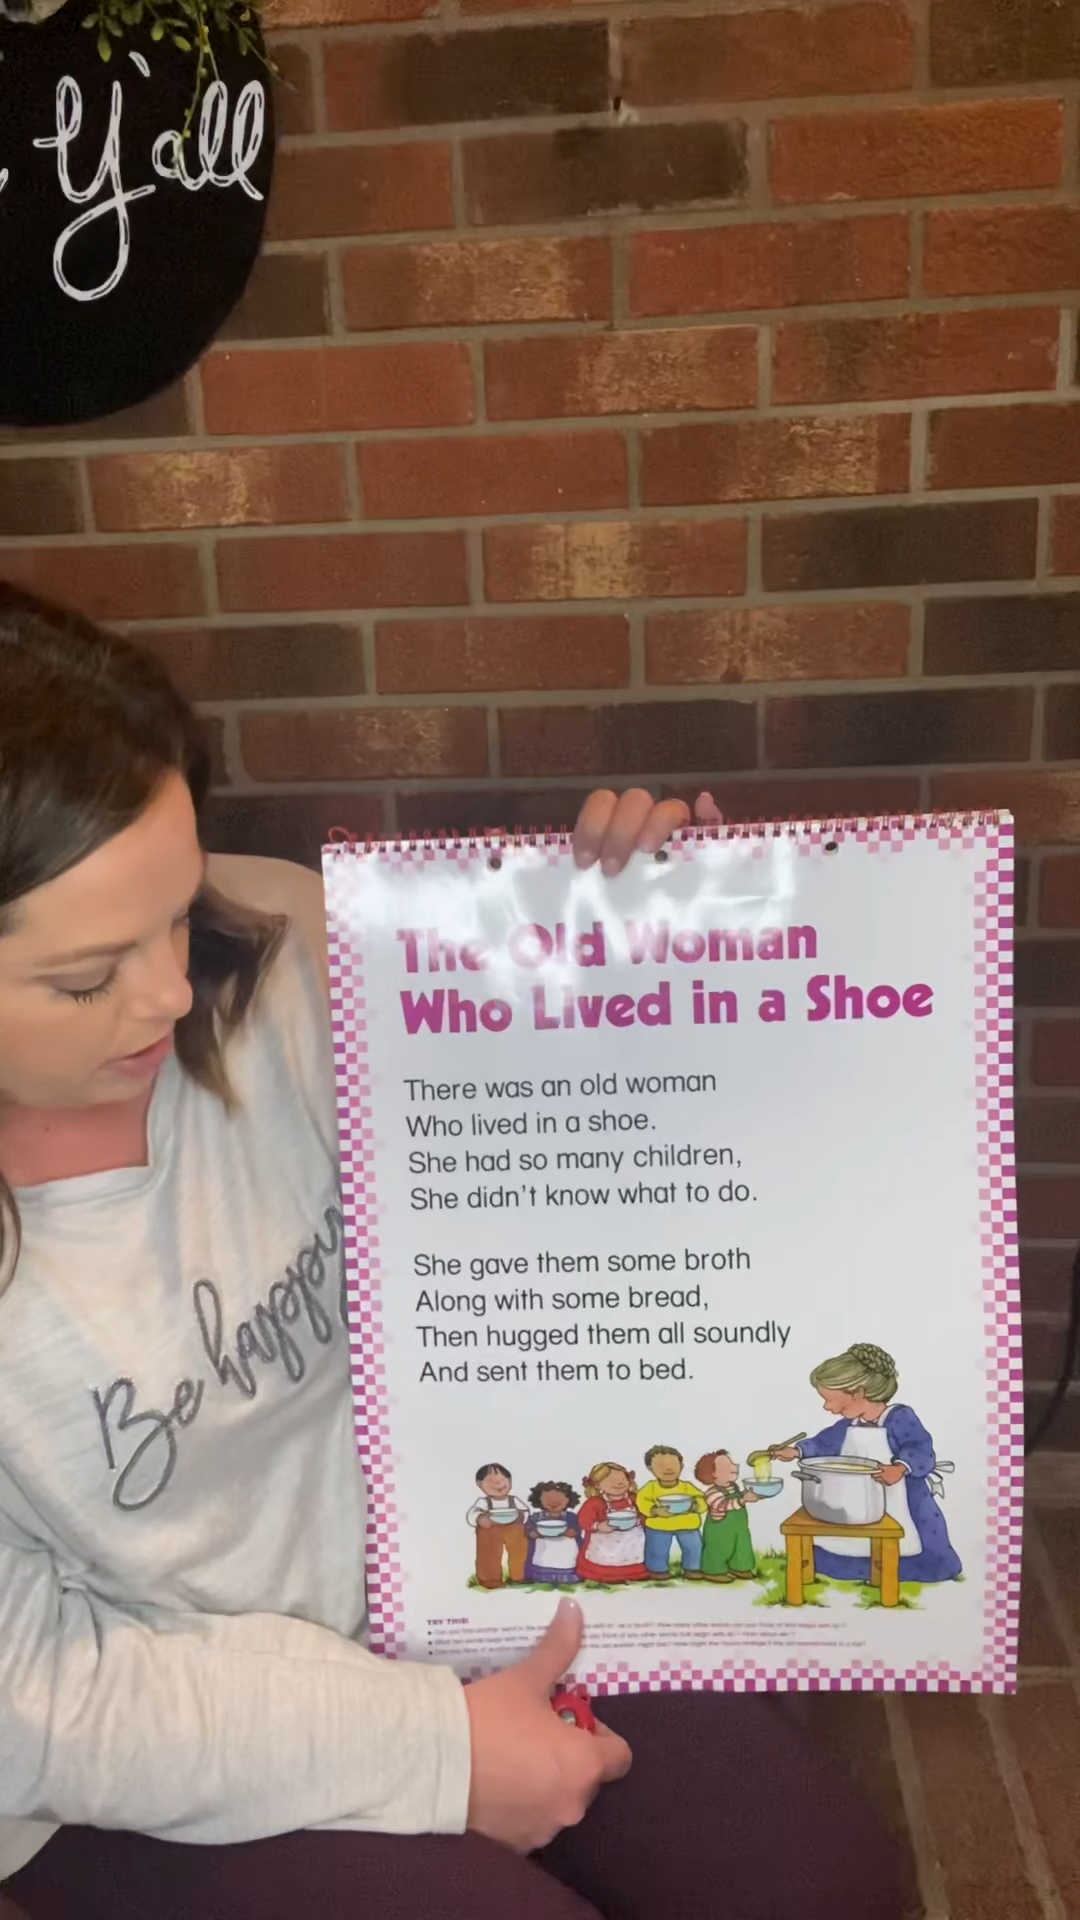 Y'all
The Old Woman
Who Lived in a Shoe
There was an old woman
Who lived in a shoe.
She had so many children,
She didn't know what to do.
She gave them some broth
Along with some bread,
Then hugged them all soundly
And sent them to bed.
Be happy
TRY THIS!